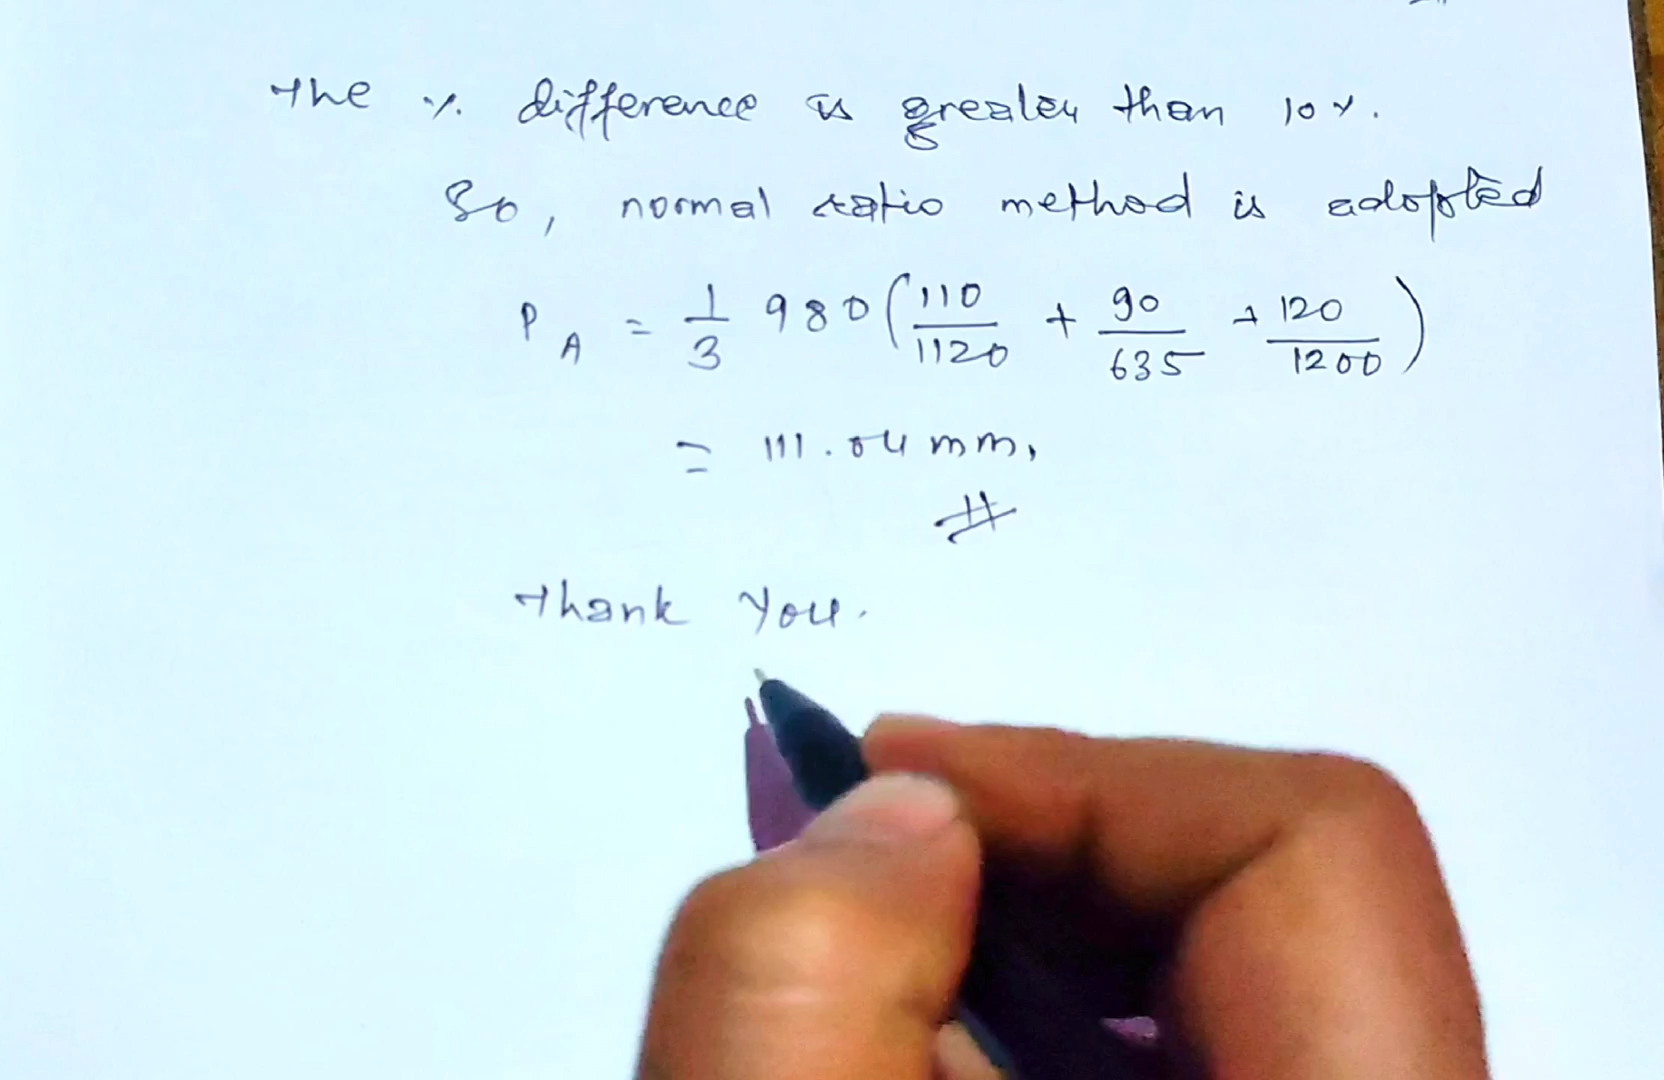 The % difference is greater than 10%.
So, normal ratio method is adopted
P_A = 1/3 980 (110/1120 + 90/635 + 120/1200)
= 111.04 mm,
#
Thank You.